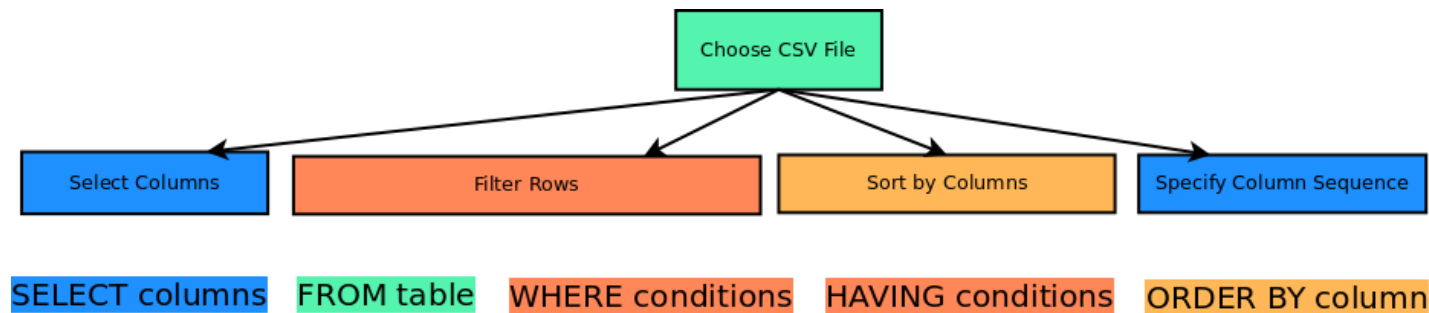 Choose CSV File
Select Columns
Filter Rows
Sort by Columns
Specify Column Sequence
SELECT columns
FROM table
WHERE conditions
HAVING conditions
ORDER BY column